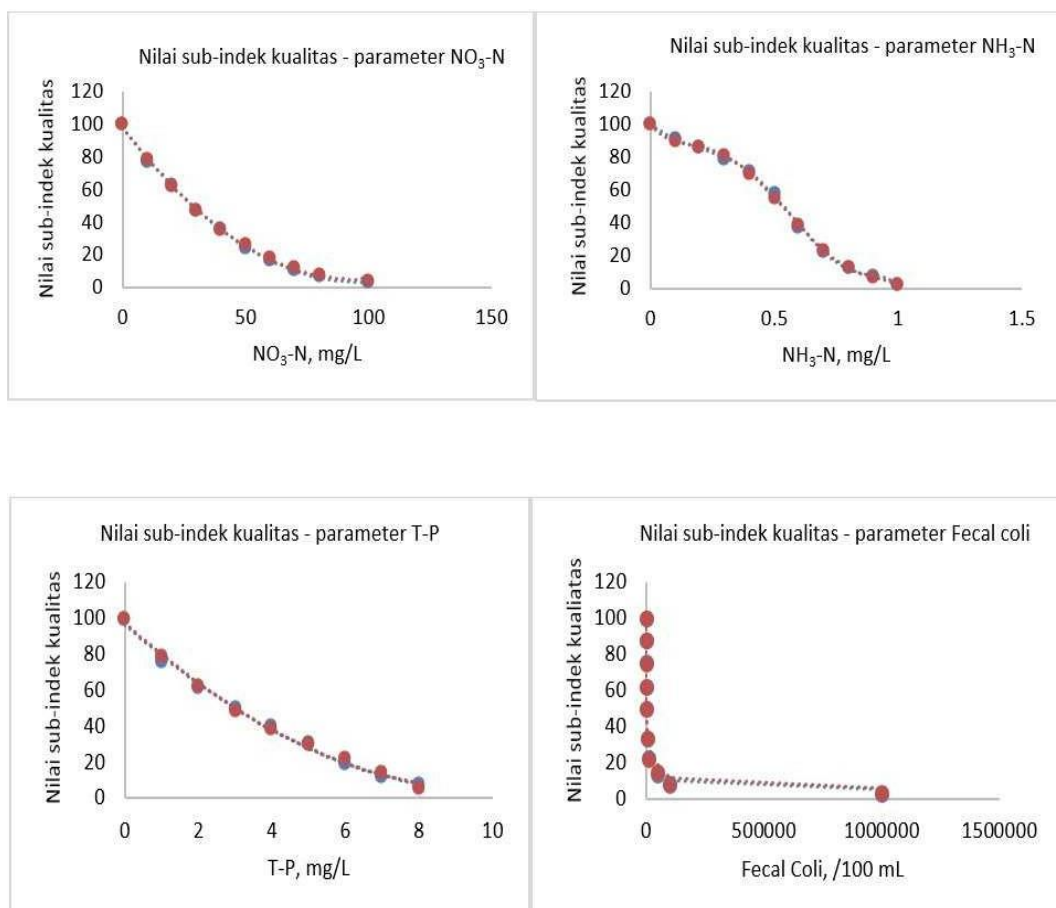 Nilai sub-indek kualitas - parameter NO₃-N
Nilai sub-indek kualitas
120
100
80
60
40
20
0
0 50 100 150
NO₃-N, mg/L
Nilai sub-indek kualitas - parameter NH₃-N
Nilai sub-indek kualitas
120
100
80
60
40
20
0
0 0.5 1 1.5
NH₃-N, mg/L
Nilai sub-indek kualitas - parameter T-P
Nilai sub-indek kualitas
120
100
80
60
40
20
0
0 2 4 6 8 10
T-P, mg/L
Nilai sub-indek kualitas - parameter Fecal coli
Nilai sub-indek kualiatas
120
100
80
60
40
20
0
0 500000 1000000 1500000
Fecal Coli, /100 mL